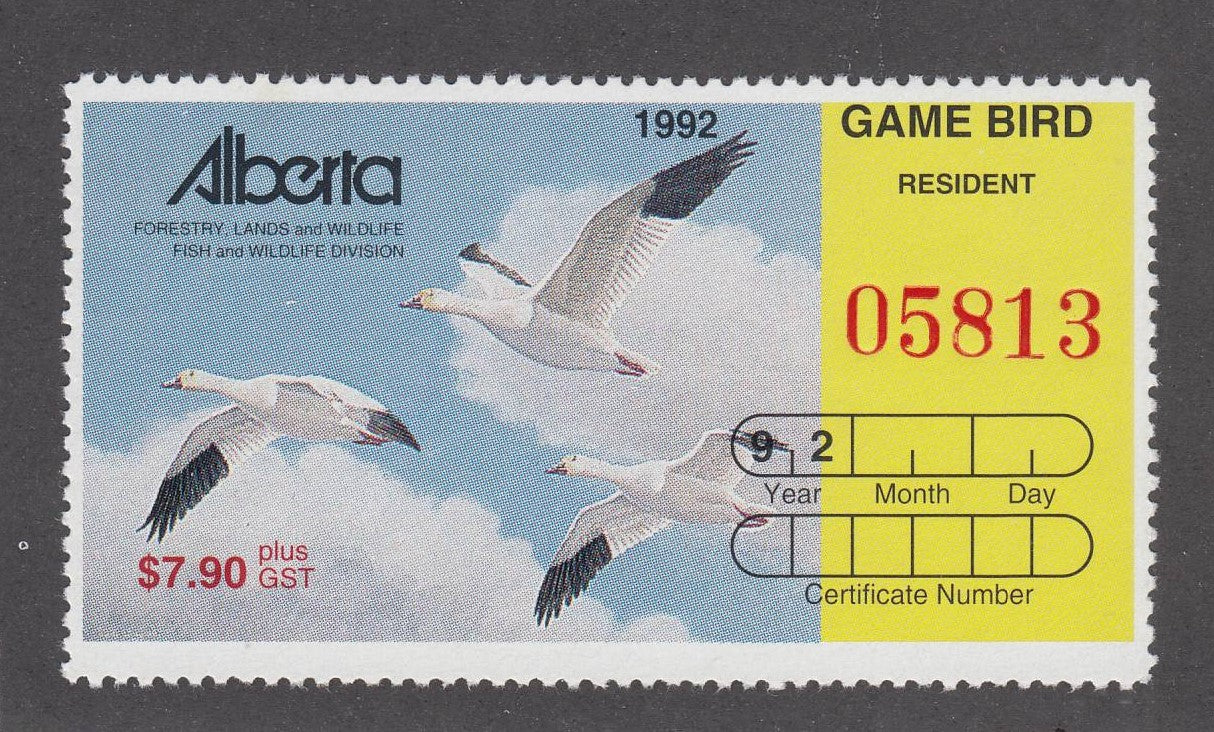 Alberta
FORESTRY, LANDS and WILDLIFE
FISH and WILDLIFE DIVISION
1992
GAME BIRD
RESIDENT
05813
9 2
Year Month Day
Certificate Number
$7.90 plus GST